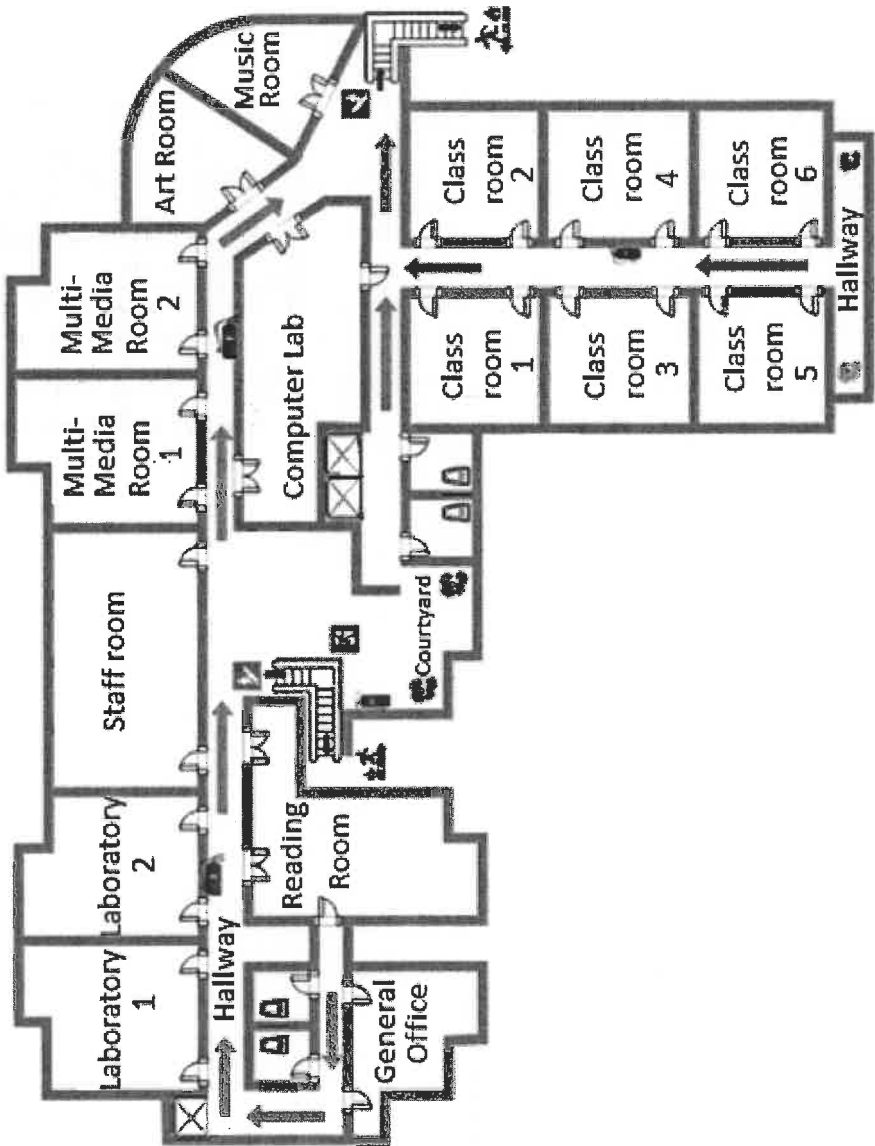 Laboratory
1
Laboratory
2
Staff room
Multi-
Media
Room
1
Multi-
Media
Room
2
Art Room
Music
Room
Hallway
Reading
Room
General
Office
Courtyard
Computer Lab
Class
room
1
Class
room
2
Class
room
3
Class
room
4
Class
room
5
Class
room
6
Hallway